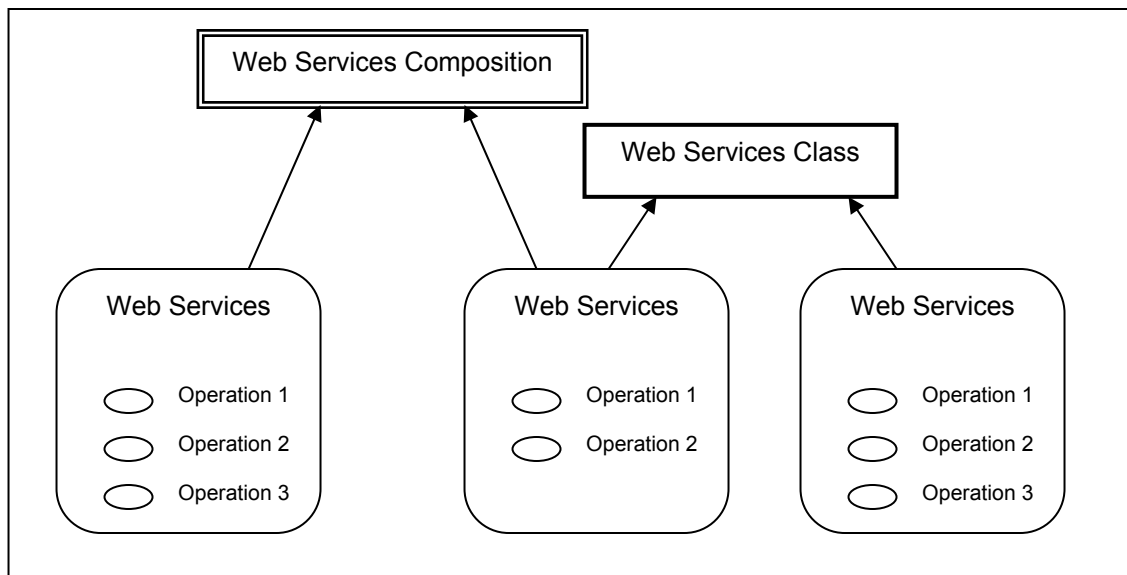 Web Services Composition
Web Services Class
Web Services
Operation 1
Operation 2
Operation 3
Web Services
Operation 1
Operation 2
Web Services
Operation 1
Operation 2
Operation 3